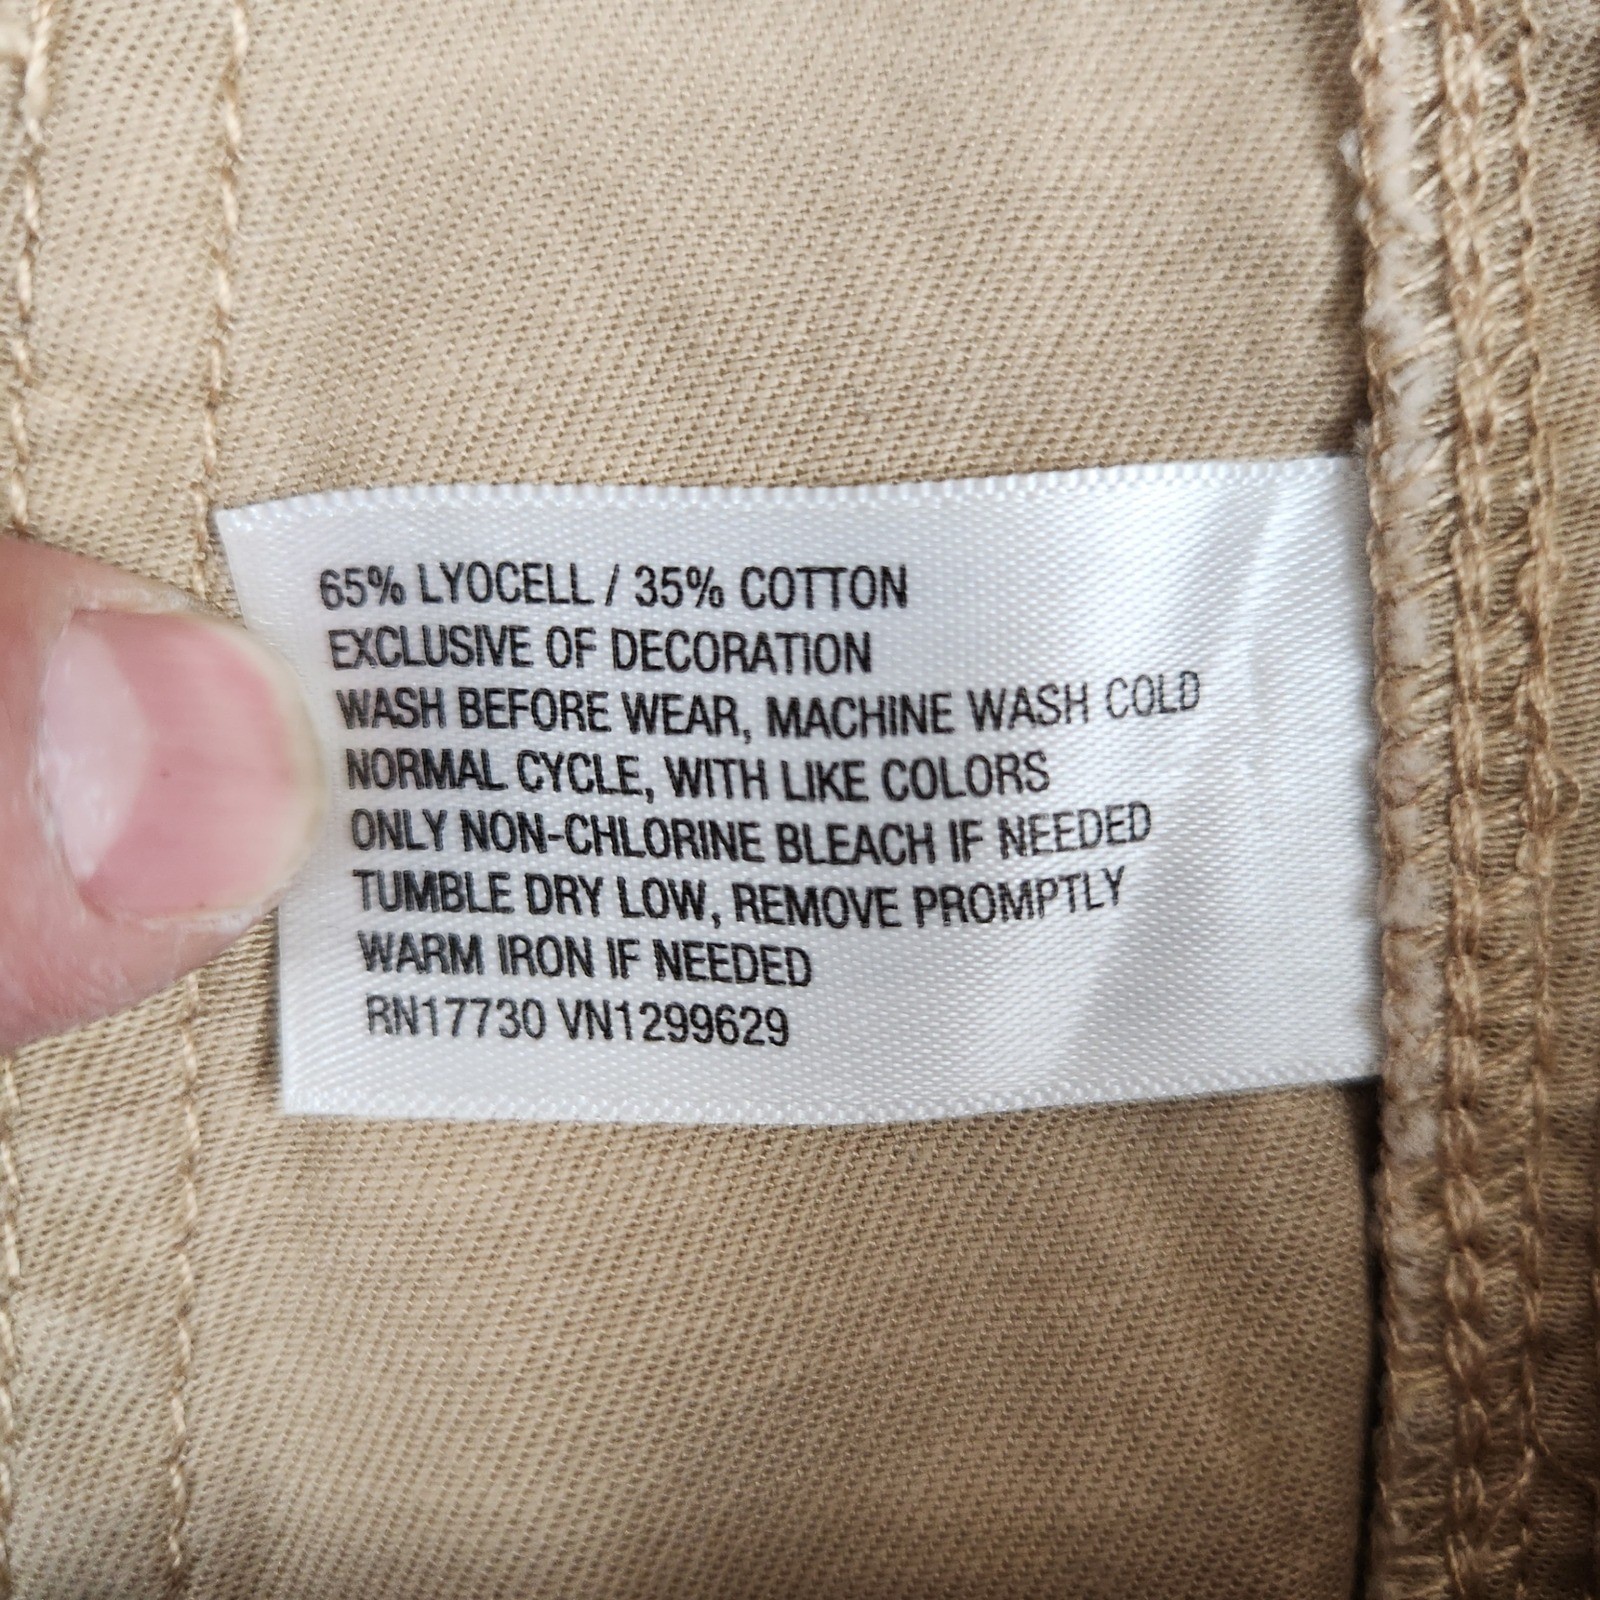 65% LYOCELL / 35% COTTON
EXCLUSIVE OF DECORATION
WASH BEFORE WEAR, MACHINE WASH COLD
NORMAL CYCLE, WITH LIKE COLORS
ONLY NON-CHLORINE BLEACH IF NEEDED
TUMBLE DRY LOW, REMOVE PROMPTLY
WARM IRON IF NEEDED
RN17730 VN1299629